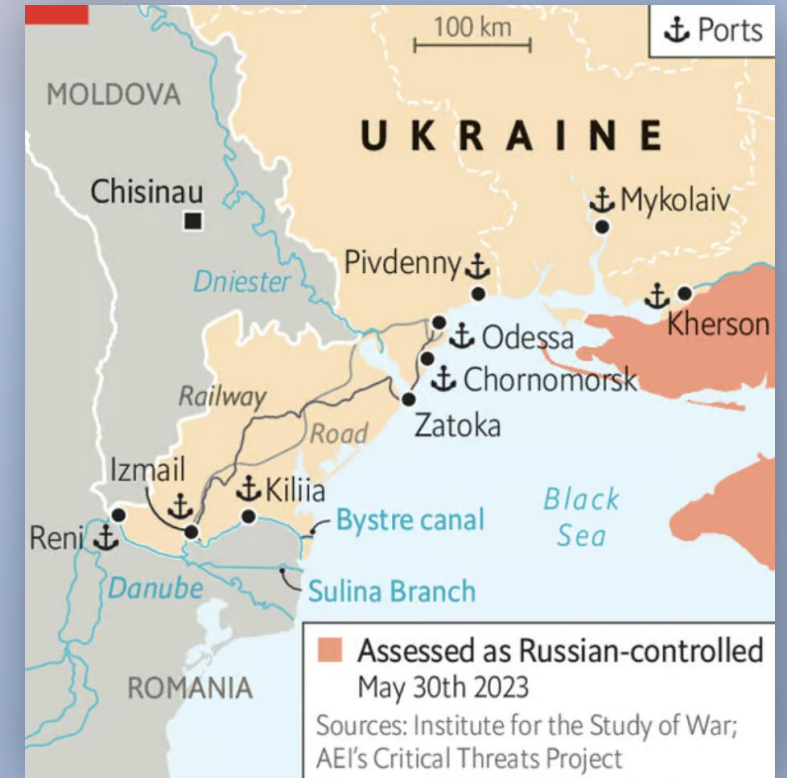 100 km
Ports
MOLDOVA
UKRAINE
Chisinau
Mykolaiv
Pivdenny
Dniester
Kherson
Odessa
Chornomorsk
Railway
Zatoka
Road
Izmail
Kiliia
Black
Sea
Bystre canal
Reni
Danube
Sulina Branch
ROMANIA
Assessed as Russian-controlled
May 30th 2023
Sources: Institute for the Study of War;
AEI's Critical Threats Project